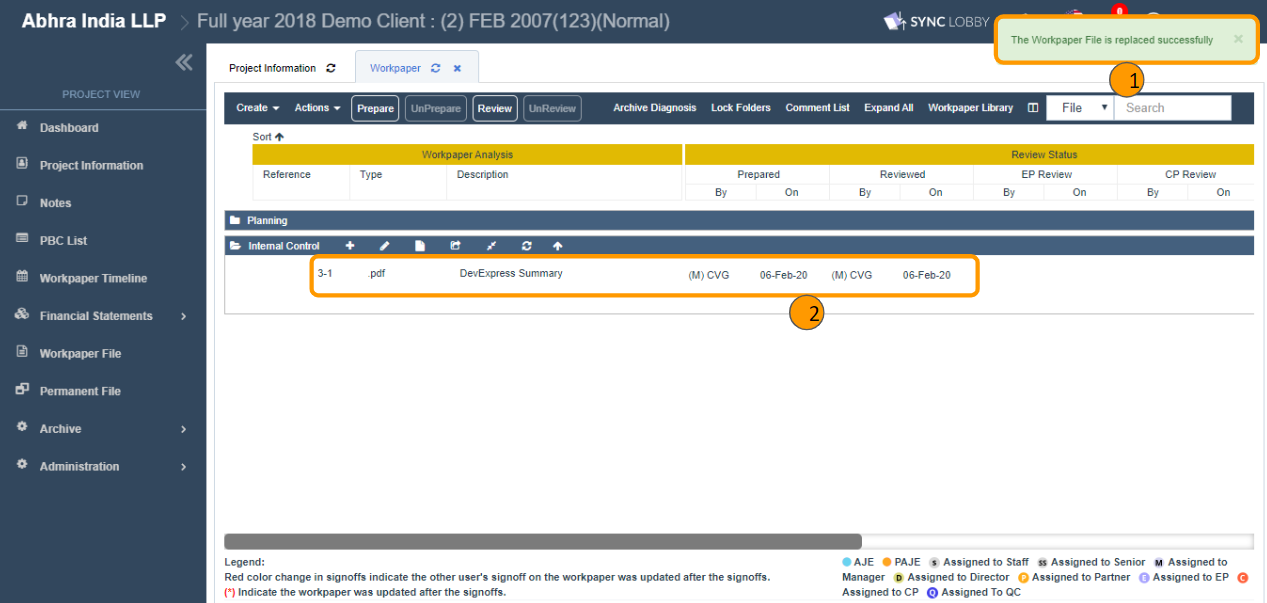 Abhra India LLP > Full year 2018 Demo Client : (2) FEB 2007(123)(Normal)
SYNC LOBBY
0
The Workpaper File is replaced successfully ×
1
PROJECT VIEW
Dashboard
Project Information
Notes
PBC List
Workpaper Timeline
Financial Statements >
Workpaper File
Permanent File
Archive >
Administration >
Project Information
Workpaper ×
Create Actions Prepare UnPrepare Review UnReview Archive Diagnosis Lock Folders Comment List Expand All Workpaper Library File Search
Sort
Workpaper Analysis Review Status
Reference Type Description Prepared Reviewed EP Review CP Review
By On By On By On By On
Planning
Internal Control
3-1 .pdf DevExpress Summary (M) CVG 06-Feb-20 (M) CVG 06-Feb-20
2
Legend:
Red color change in signoffs indicate the other user's signoff on the workpaper was updated after the signoffs.
(*) Indicate the workpaper was updated after the signoffs.
AJE PAJE S Assigned to Staff SS Assigned to Senior M Assigned to
Manager D Assigned to Director P Assigned to Partner E Assigned to EP C
Assigned to CP Q Assigned To QC